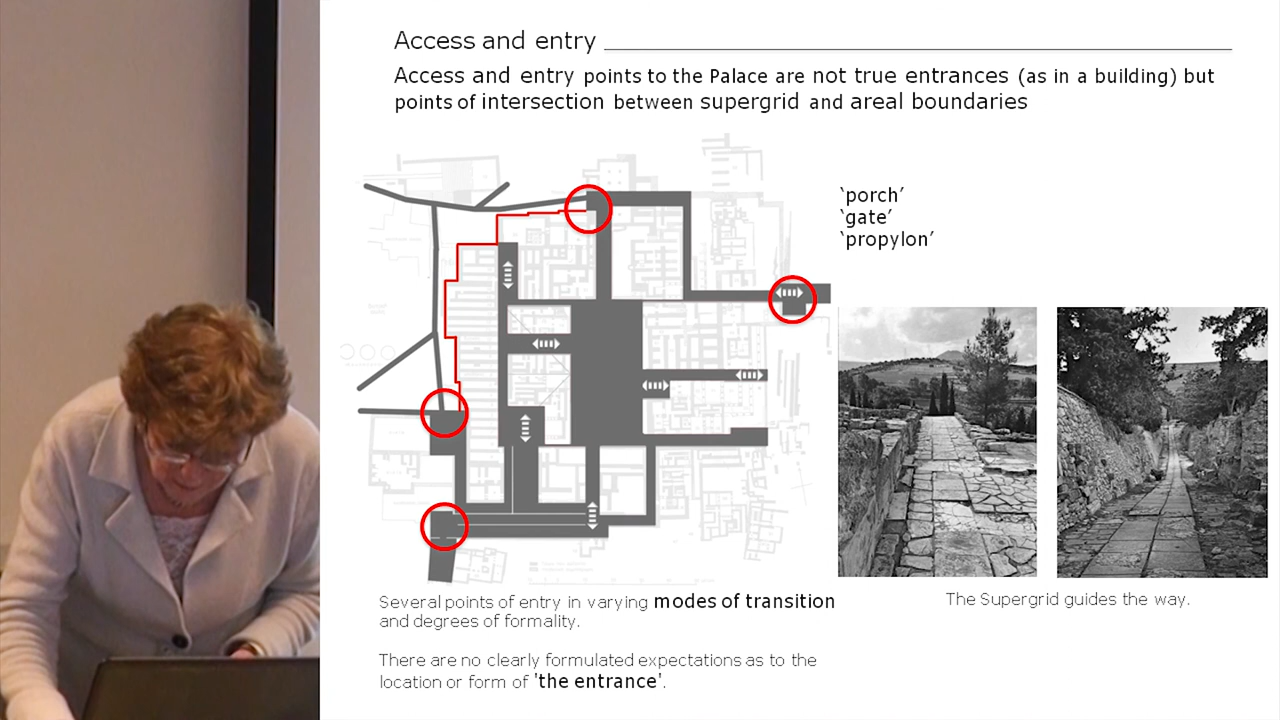 Access and entry
Access and entry points to the Palace are not true entrances (as in a building) but
points of intersection between supergrid and areal boundaries
‘porch’
‘gate’
‘propylon’
Several points of entry in varying modes of transition
and degrees of formality.
The Supergrid guides the way.
There are no clearly formulated expectations as to the
location or form of 'the entrance'.